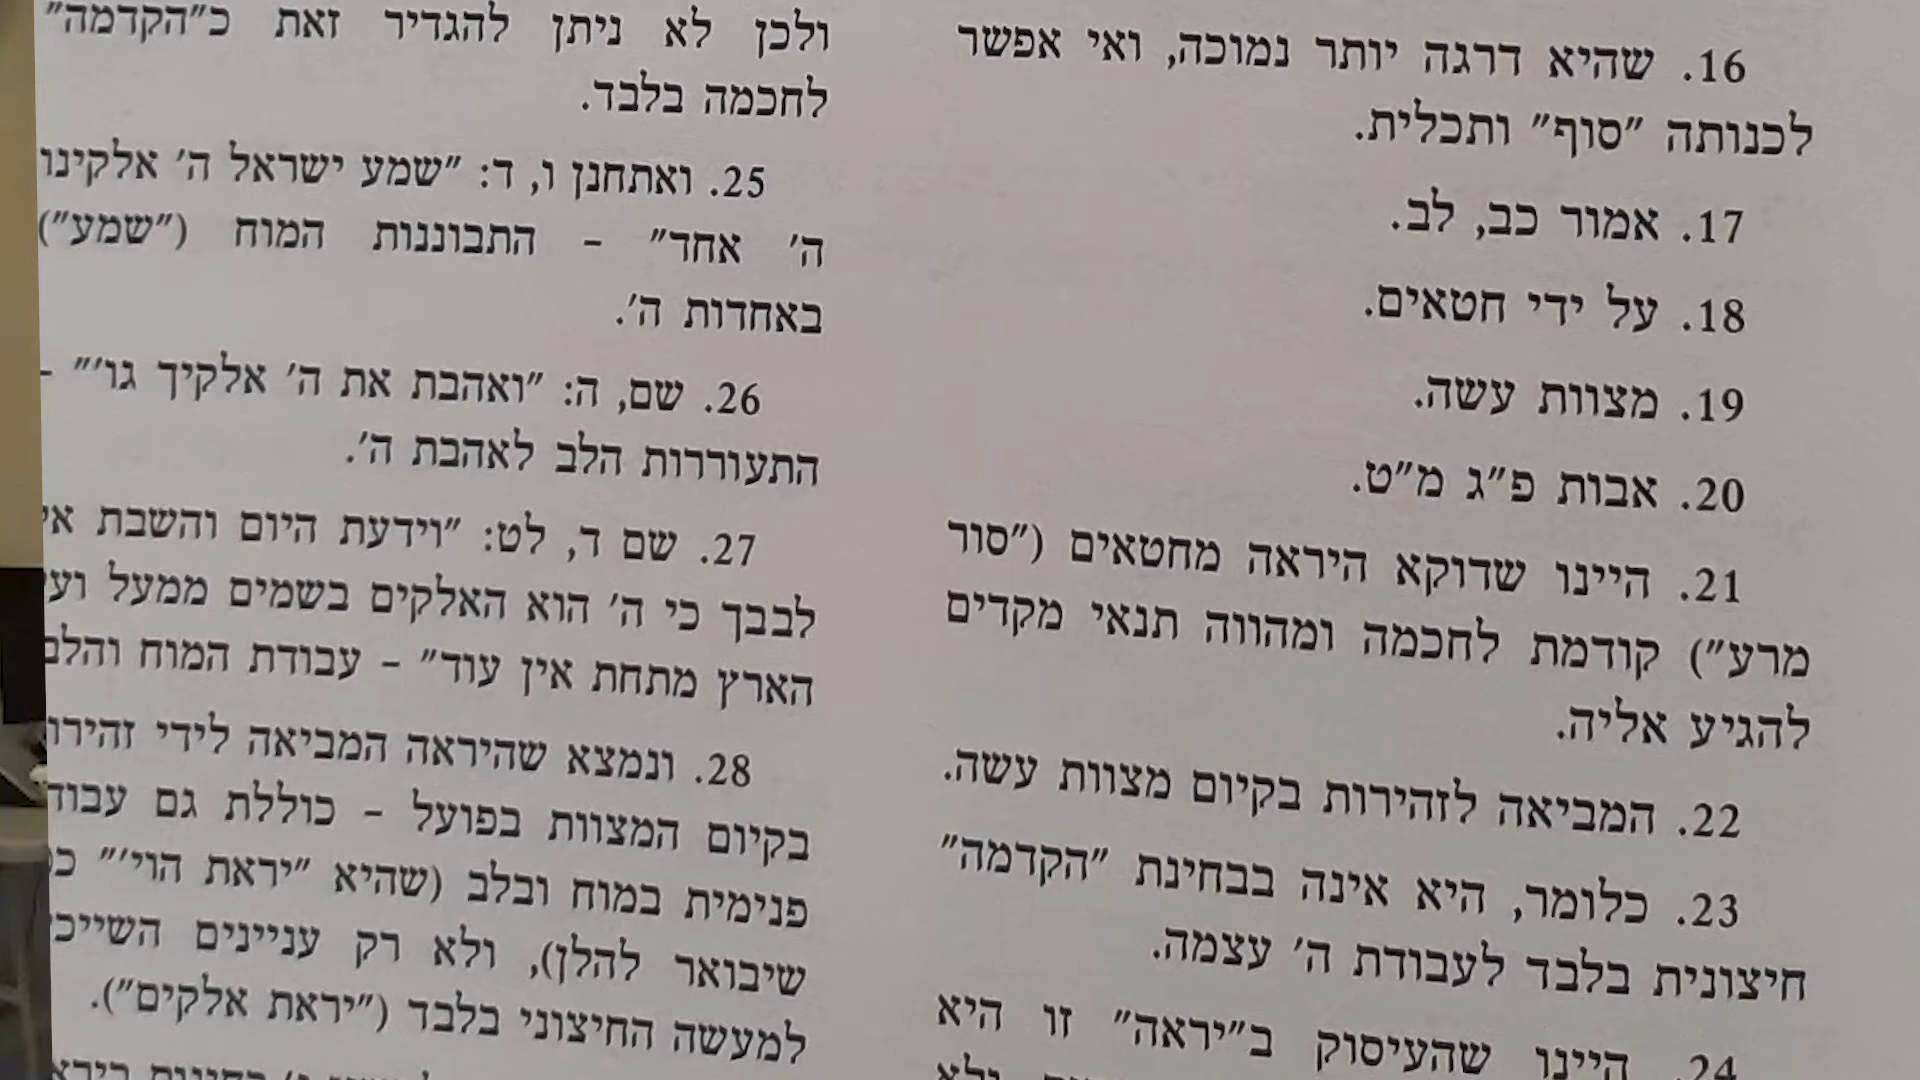 16. שהיא דרגה יותר נמוכה, ואי אפשר
לכנותה "סוף" ותכלית.
17. אמור כב, לב.
18. על ידי חטאים.
19. מצוות עשה.
20. אבות פ"ג מ"ט.
21. היינו שדוקא היראה מחטאים ("סור
מרע") קודמת לחכמה ומהווה תנאי מקדים
להגיע אליה.
22. המביאה לזהירות בקיום מצוות עשה.
23. כלומר, היא אינה בבחינת "הקדמה"
חיצונית בלבד לעבודת ה' עצמה.
24. היינו שהעיסוק ב"יראה" זו היא
ולא
ולכן לא ניתן להגדיר זאת כ"הקדמה"
לחכמה בלבד.
25. ואתחנן ו, ד: "שמע ישראל ה' אלקינו
ה' אחד" – התבוננות המוח ("שמע")
באחדות ה'.
26. שם, ה: "ואהבת את ה' אלקיך גו'" –
התעוררות הלב לאהבת ה'.
27. שם ד, לט: "וידעת היום והשבת
לבבך כי ה' הוא האלקים בשמים ממעל
הארץ מתחת אין עוד" – עבודת המוח והלב
28. ונמצא שהיראה המביאה לידי
בקיום המצוות בפועל – כוללת גם
פנימית במוח ובלב (שהיא "יראת הוי'"
שיבואר להלן), ולא רק עניינים
למעשה החיצוני בלבד ("יראת אלקים").